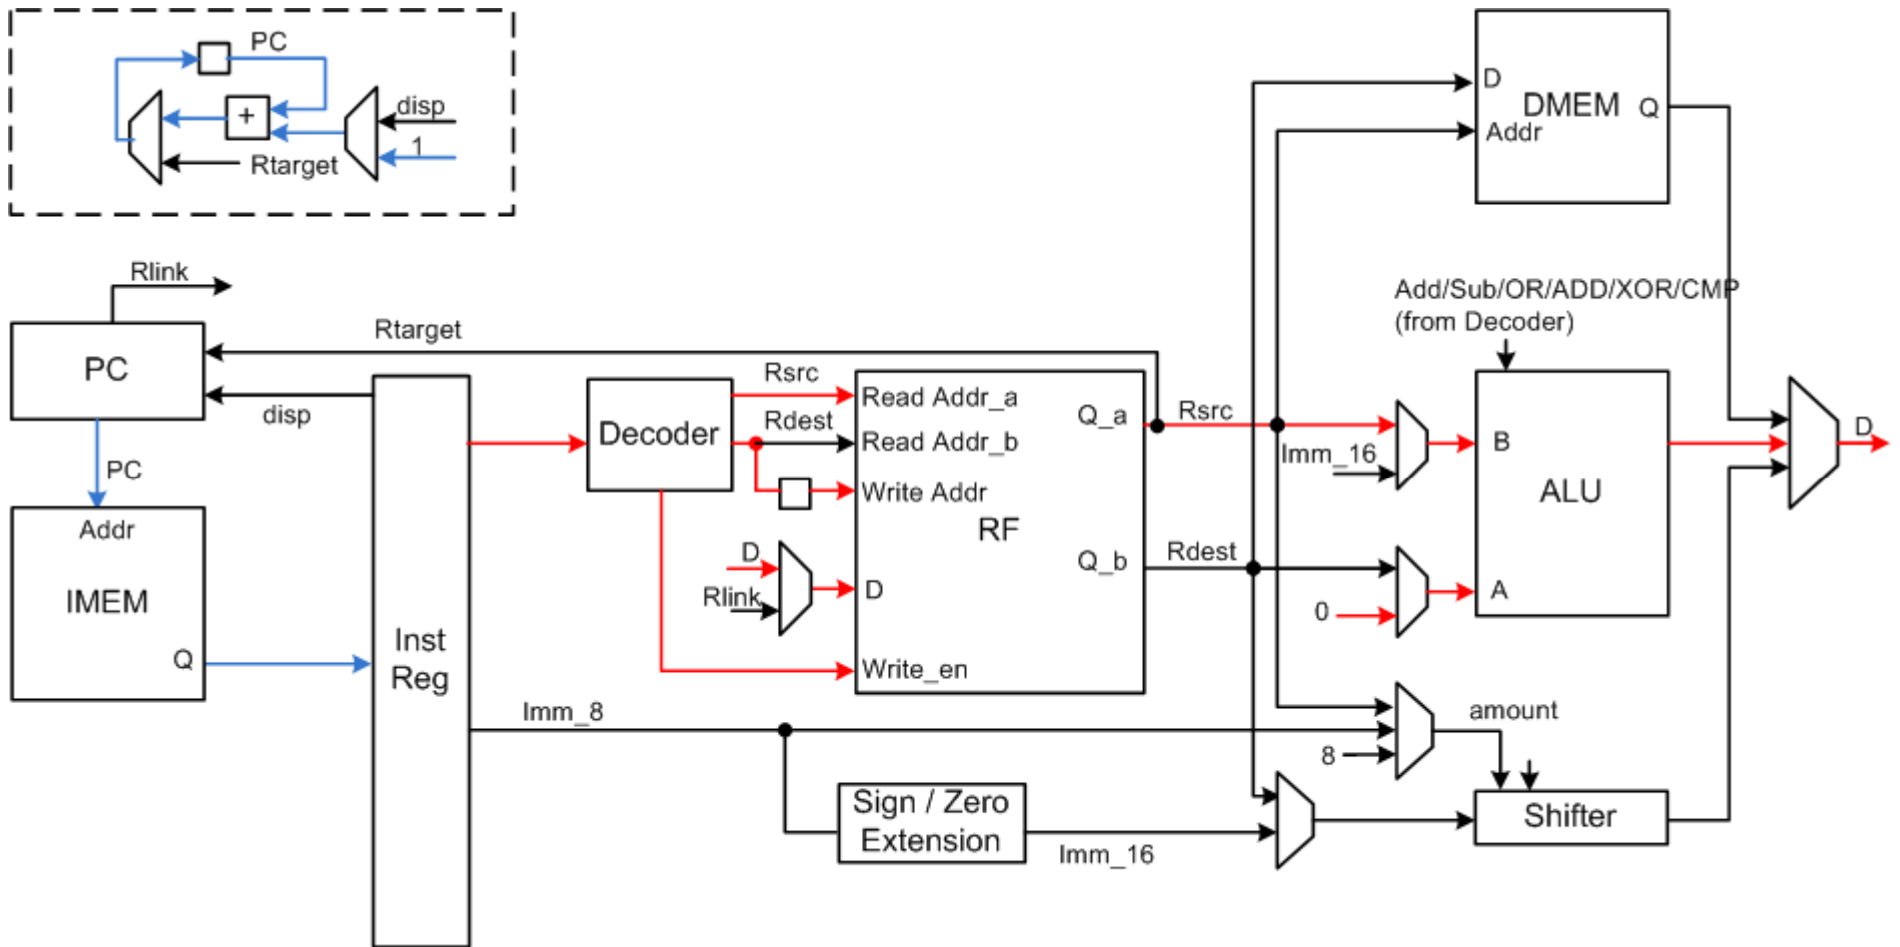 PC
+
disp
1
Rtarget
Rlink
PC
Rtarget
disp
PC
Addr
IMEM
Q
Inst
Reg
Decoder
Rsrc
Rdest
Read Addr_a
Read Addr_b
Write Addr
RF
D
Rlink
D
Write_en
Q_a
Q_b
Rsrc
Rdest
D
DMEM
Q
Addr
Add/Sub/OR/ADD/XOR/CMP
(from Decoder)
Imm_16
B
ALU
A
0
D
Imm_8
8
amount
Sign / Zero
Extension
Imm_16
Shifter